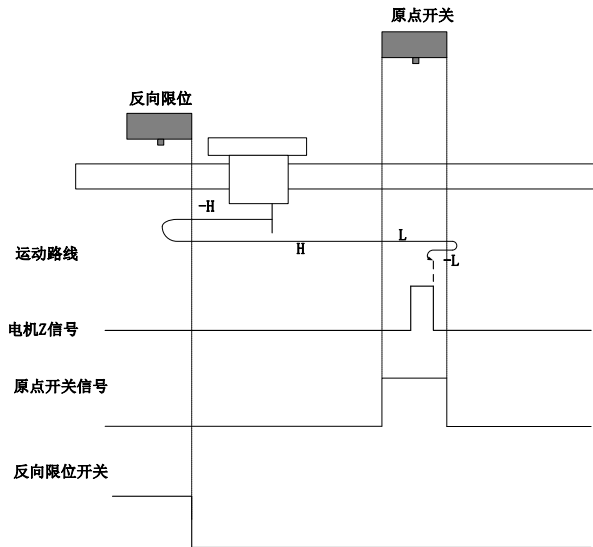 原点开关
反向限位
-H
运动路线
H
L
-L
电机Z信号
原点开关信号
反向限位开关